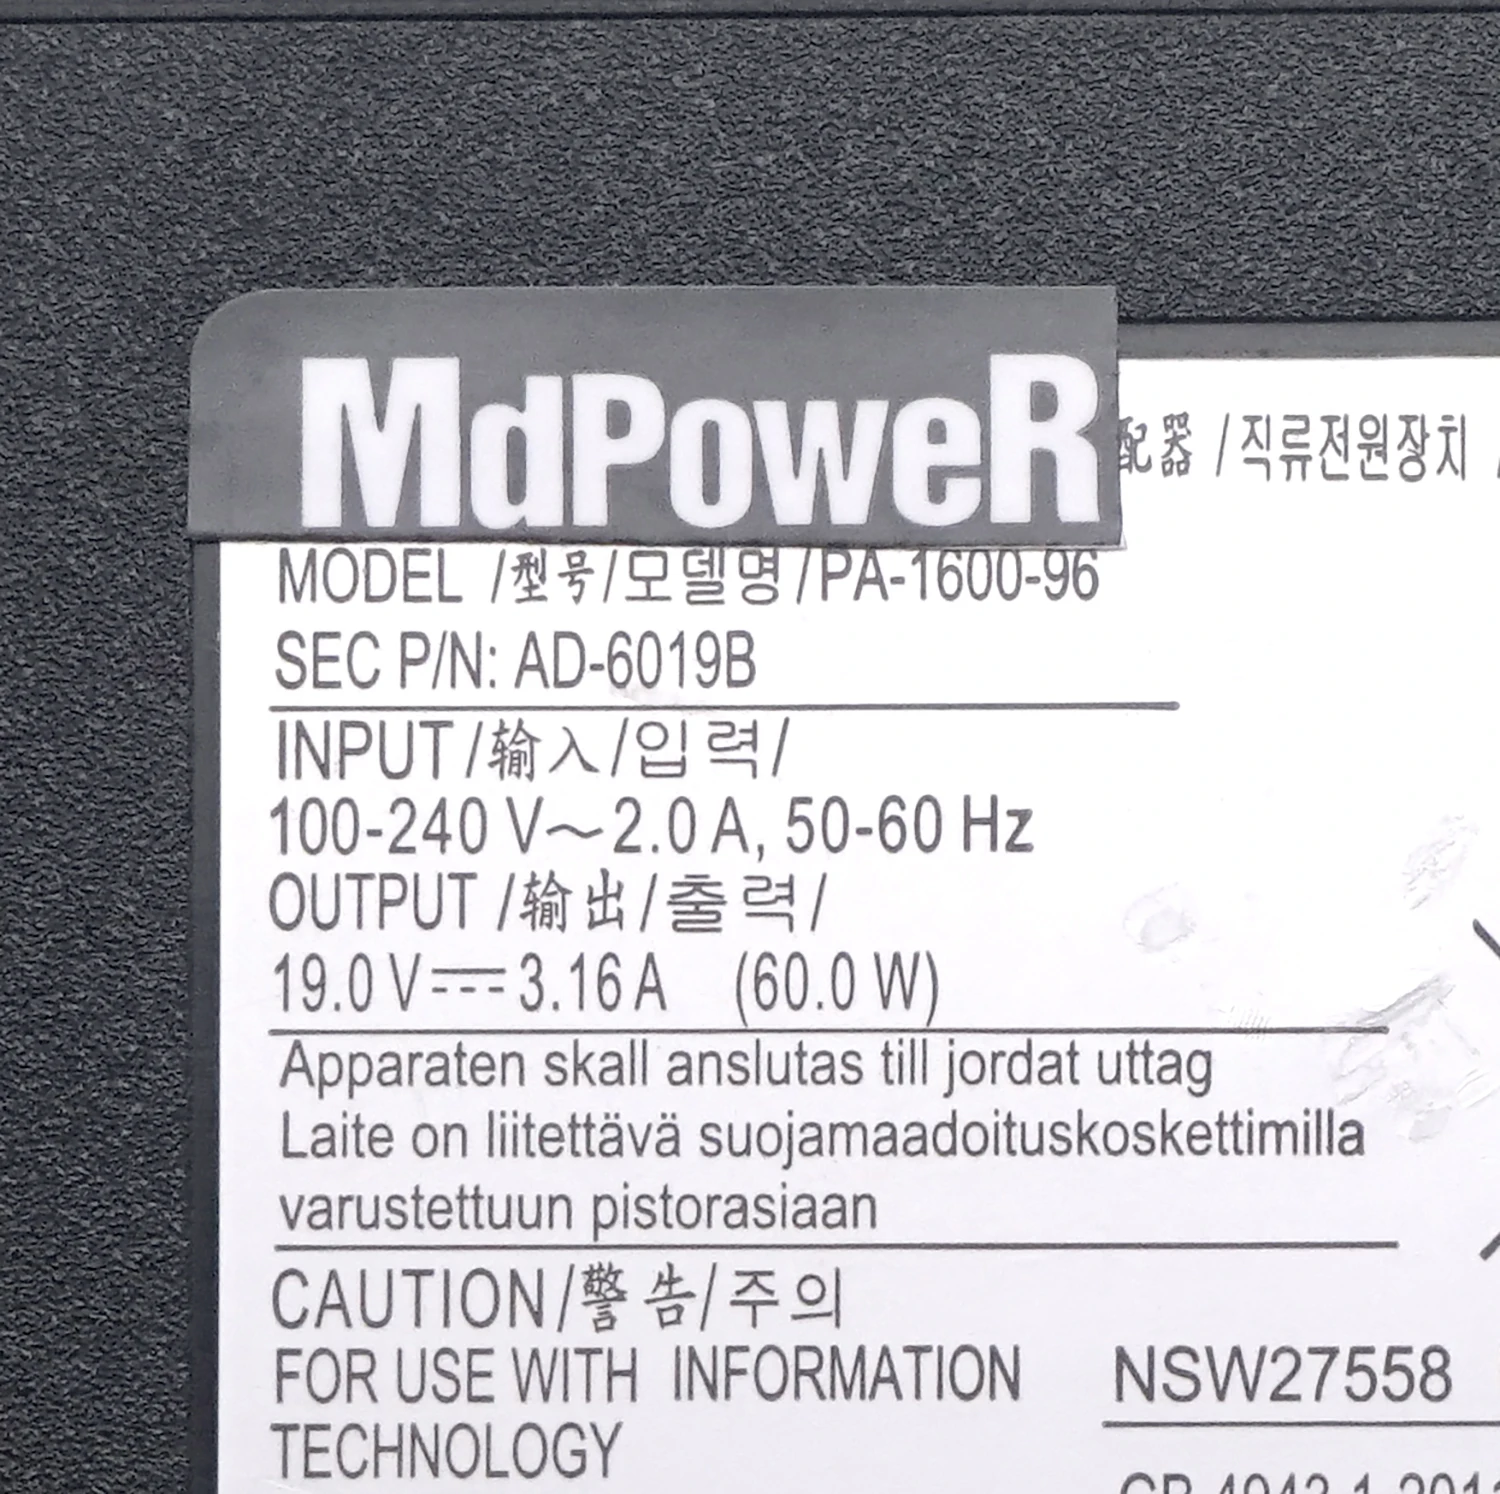 MdPoweR
配器 /직류전원장치
MODEL /型号/모델명/PA-1600-96
SEC P/N: AD-6019B
INPUT/输入/입력/
100-240 V~2.0 A, 50-60 Hz
OUTPUT /输出/출력/
19.0 V⎓3.16 A (60.0 W)
Apparaten skall anslutas till jordat uttag
Laite on liitettävä suojamaadoituskoskettimilla
varustettuun pistorasiaan
CAUTION/警告/주의
FOR USE WITH INFORMATION
TECHNOLOGY
NSW27558